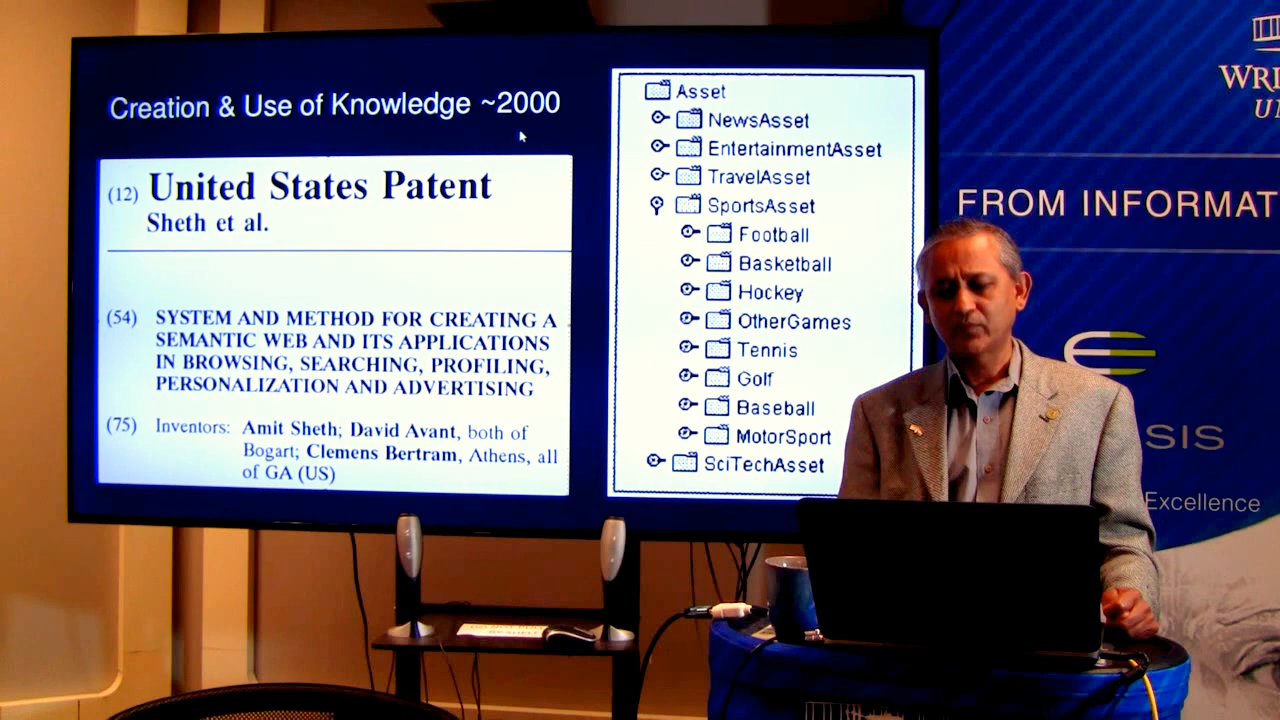 Creation & Use of Knowledge ~2000
(12) United States Patent
Sheth et al.
(54) SYSTEM AND METHOD FOR CREATING A
SEMANTIC WEB AND ITS APPLICATIONS
IN BROWSING, SEARCHING, PROFILING,
PERSONALIZATION AND ADVERTISING
(75) Inventors: Amit Sheth; David Avant, both of
Bogart; Clemens Bertram, Athens, all
of GA (US)
Asset
NewsAsset
EntertainmentAsset
TravelAsset
SportsAsset
Football
Basketball
Hockey
OtherGames
Tennis
Golf
Baseball
MotorSport
SciTechAsset
WRI
U
FROM INFORMAT
SIS
Excellence